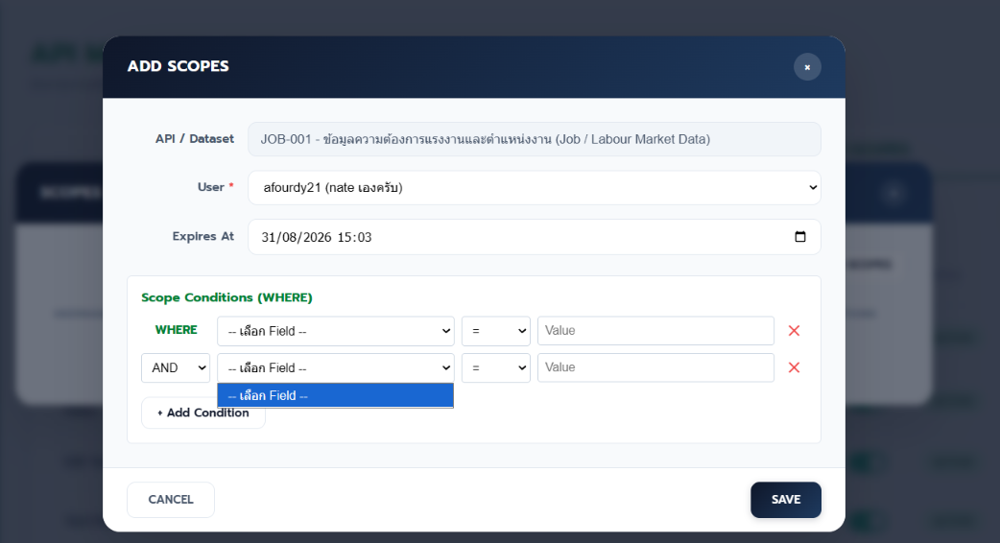 ADD SCOPES
×
API / Dataset
JOB-001 - ข้อมูลความต้องการแรงงานและตำแหน่งงาน (Job / Labour Market Data)
User *
afourdy21 (nate เองครับ)
Expires At
31/08/2026 15:03
Scope Conditions (WHERE)
WHERE -- เลือก Field -- = Value
AND -- เลือก Field -- = Value
-- เลือก Field --
+ Add Condition
CANCEL SAVE